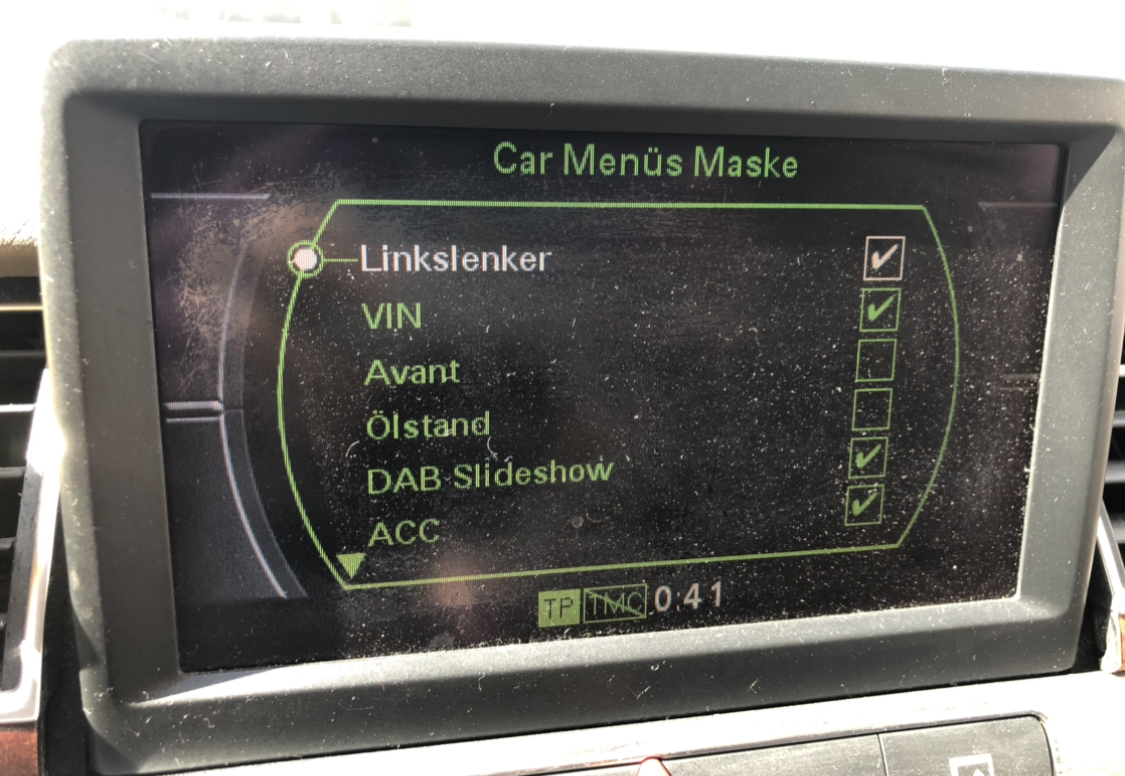 Car Menüs Maske
Linkslenker
VIN
Avant
Ölstand
DAB Slideshow
ACC
TP TMC 0:41